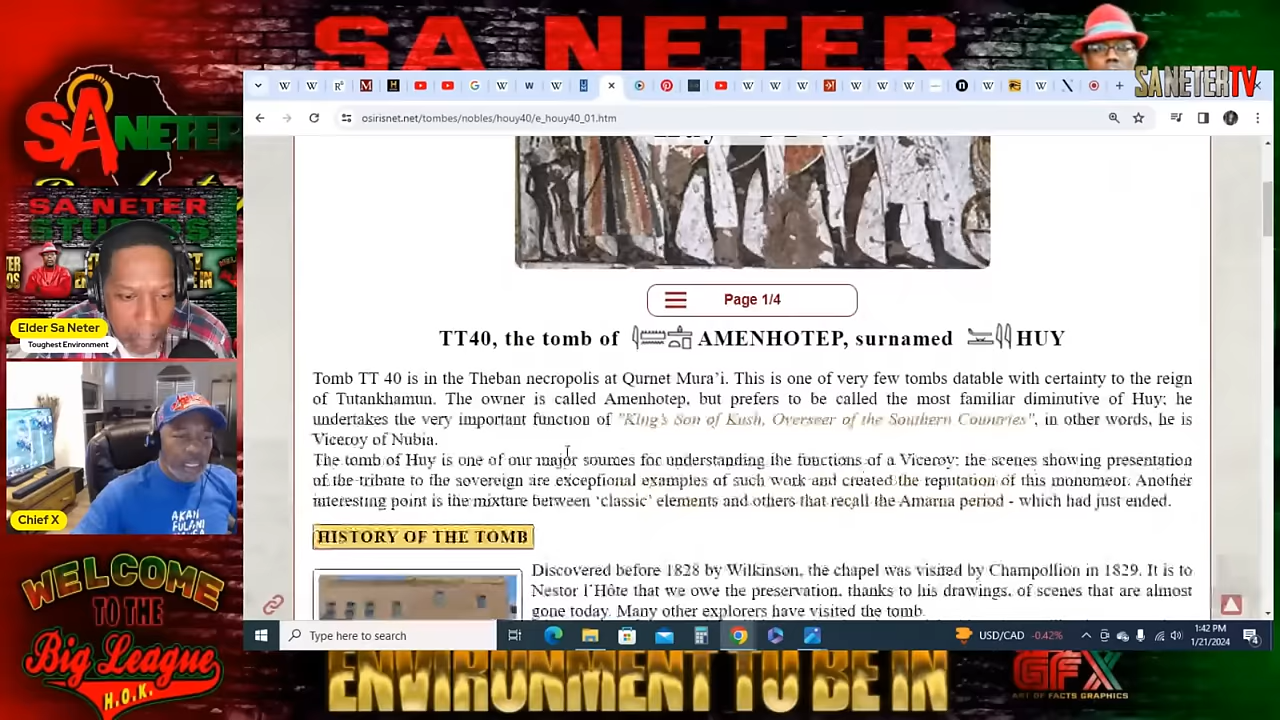 SA NETER
SANETERTV
SANETER
SA NETER
STUDIOS
Elder Sa Neter
Toughest Environment
Chief X
AKAN
FULANI
WELCOME
TO THE
Big League
H.O.K.
osirisnet.net/tombes/nobles/houy40/e_houy40_01.htm
Page 1/4
TT40, the tomb of AMENHOTEP, surnamed HUY
Tomb TT 40 is in the Theban necropolis at Qurnet Mura'i. This is one of very few tombs datable with certainty to the reign
of Tutankhamun. The owner is called Amenhotep, but prefers to be called the most familiar diminutive of Huy; he
undertakes the very important function of "King's Son of Kush, Overseer of the Southern Countries", in other words, he is
Viceroy of Nubia.
The tomb of Huy is one of our major sources for understanding the functions of a Viceroy: the scenes showing presentation
of the tribute to the sovereign are exceptional examples of such work and created the reputation of this monument. Another
interesting point is the mixture between 'classic' elements and others that recall the Amarna period - which had just ended.
HISTORY OF THE TOMB
Discovered before 1828 by Wilkinson, the chapel was visited by Champollion in 1829. It is to
Nestor l'Hôte that we owe the preservation, thanks to his drawings, of scenes that are almost
gone today. Many other explorers have visited the tomb.
Type here to search
USD/CAD -0.42%
1:42 PM
1/21/2024
ENVIRONMENT TO BE IN
GFX
ART OF FACTS GRAPHICS